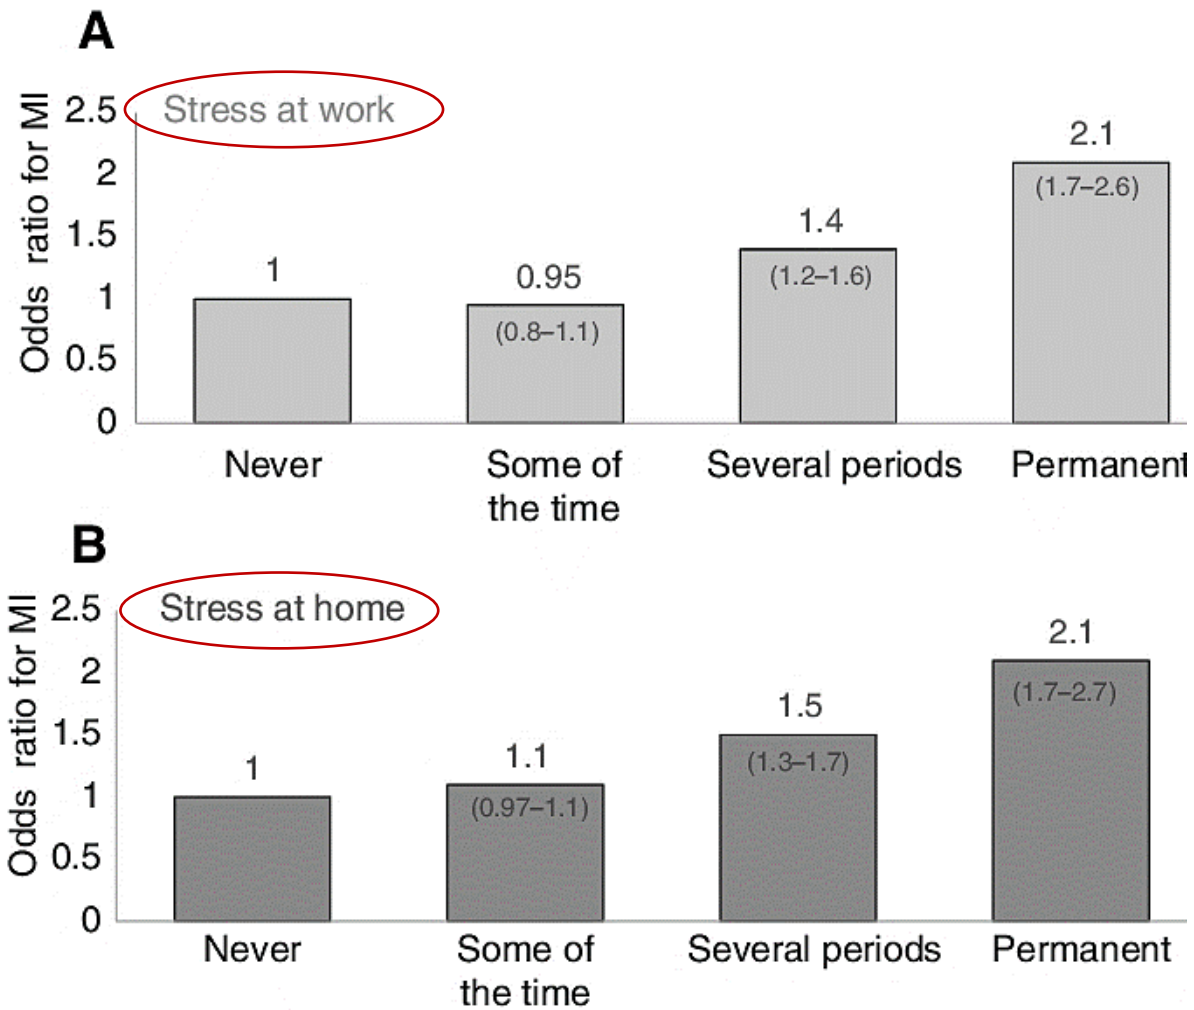 A
Stress at work
Odds ratio for MI
2.5
2
1.5
1
0.5
0
1
0.95
(0.8–1.1)
1.4
(1.2–1.6)
2.1
(1.7–2.6)
Never
Some of
the time
Several periods
Permanent
B
Stress at home
Odds ratio for MI
2.5
2
1.5
1
0.5
0
1
1.1
(0.97–1.1)
1.5
(1.3–1.7)
2.1
(1.7–2.7)
Never
Some of
the time
Several periods
Permanent